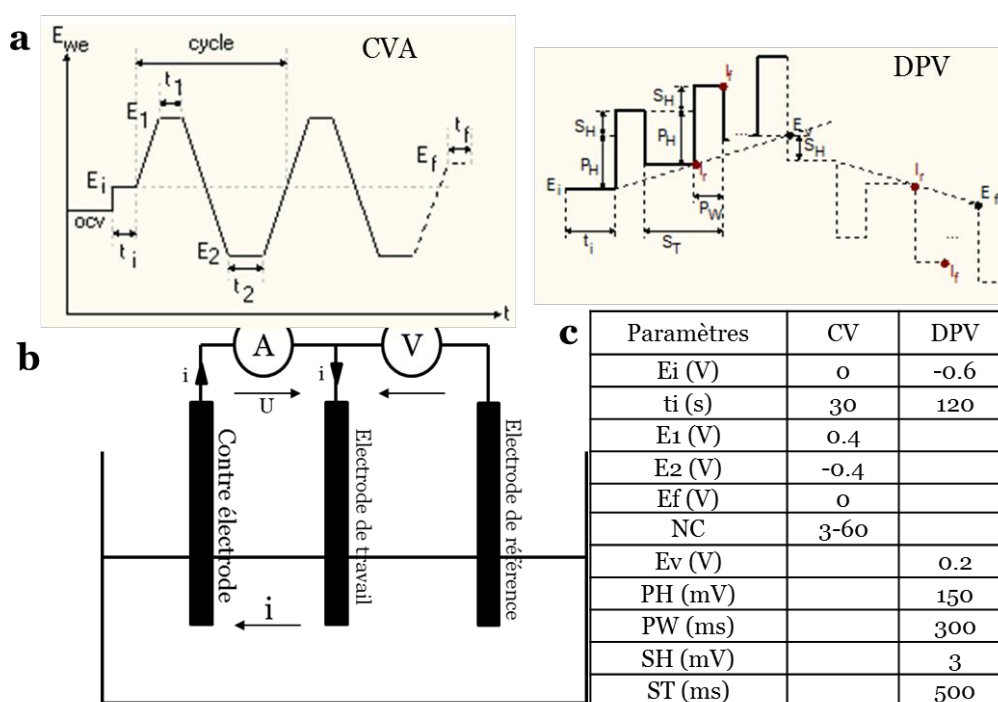 a
CVA
E we
cycle
t1
E1
Ei
ocv
ti
E2
t2
Ef
tf
t
DPV
If
SH
SH
PH
PH
Ir
Ei
ti
PW
ST
Ev
SH
Ir
Ef
...
...
If
b
A
V
i
i
U
Contre électrode
Electrode de travail
Electrode de référence
i
c
Paramètres CV DPV
Ei (V) 0 -0.6
ti (s) 30 120
E1 (V) 0.4
E2 (V) -0.4
Ef (V) 0
NC 3-60
Ev (V) 0.2
PH (mV) 150
PW (ms) 300
SH (mV) 3
ST (ms) 500